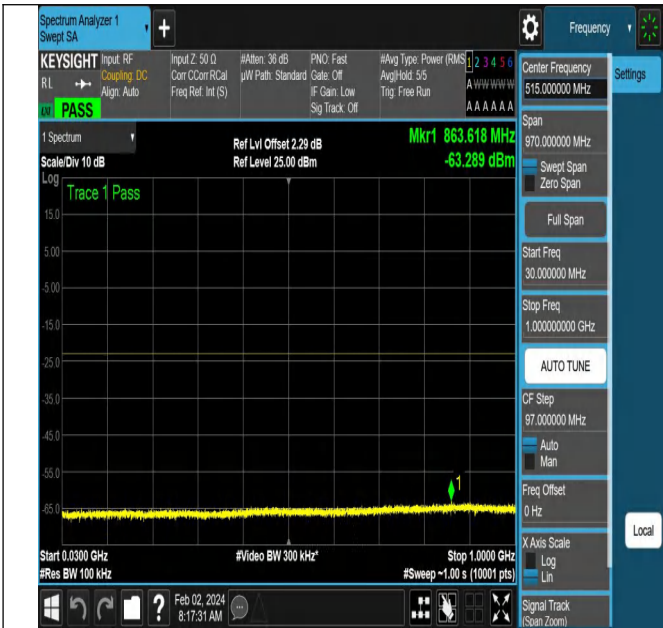 Spectrum Analyzer 1
Swept SA
+
Frequency
KEYSIGHT
RL
PASS
Input: RF
Coupling: DC
Align: Auto
Input Z: 50 Ω
Corr CCorr RCal
Freq Ref: Int (S)
#Atten: 36 dB
µW Path: Standard
PNO: Fast
Gate: Off
IF Gain: Low
Sig Track: Off
#Avg Type: Power (RMS
Avg|Hold: 5/5
Trig: Free Run
1 2 3 4 5 6
A W W W W W
A A A A A A
1 Spectrum
Scale/Div 10 dB
Log
Ref Lvl Offset 2.29 dB
Ref Level 25.00 dBm
Mkr1 863.618 MHz
-63.289 dBm
Trace 1 Pass
15.0
5.00
-5.00
-15.0
-25.0
-35.0
-45.0
-55.0
-65.0
1
Start 0.0300 GHz
#Res BW 100 kHz
#Video BW 300 kHz*
Stop 1.0000 GHz
#Sweep ~1.00 s (10001 pts)
Feb 02, 2024
8:17:31 AM
?
Center Frequency
515.000000 MHz
Span
970.000000 MHz
Swept Span
Zero Span
Full Span
Start Freq
30.000000 MHz
Stop Freq
1.000000000 GHz
AUTO TUNE
CF Step
97.000000 MHz
Auto
Man
Freq Offset
0 Hz
X Axis Scale
Log
Lin
Signal Track
(Span Zoom)
Settings
Local